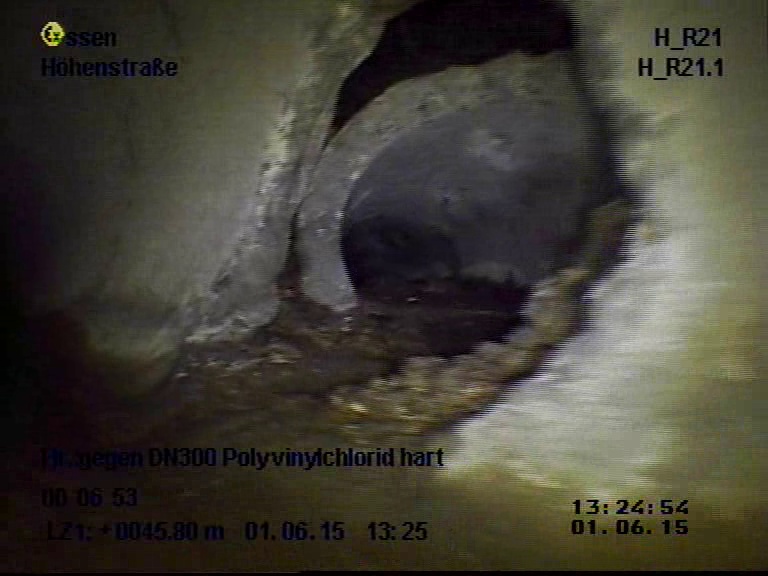 ssen
Höhenstraße
H_R21
H_R21.1
gegen DN300 Polyvinylchlorid hart
00 06 53
LZ1: +0045.80 m 01.06.15 13:25
13:24:54
01.06.15